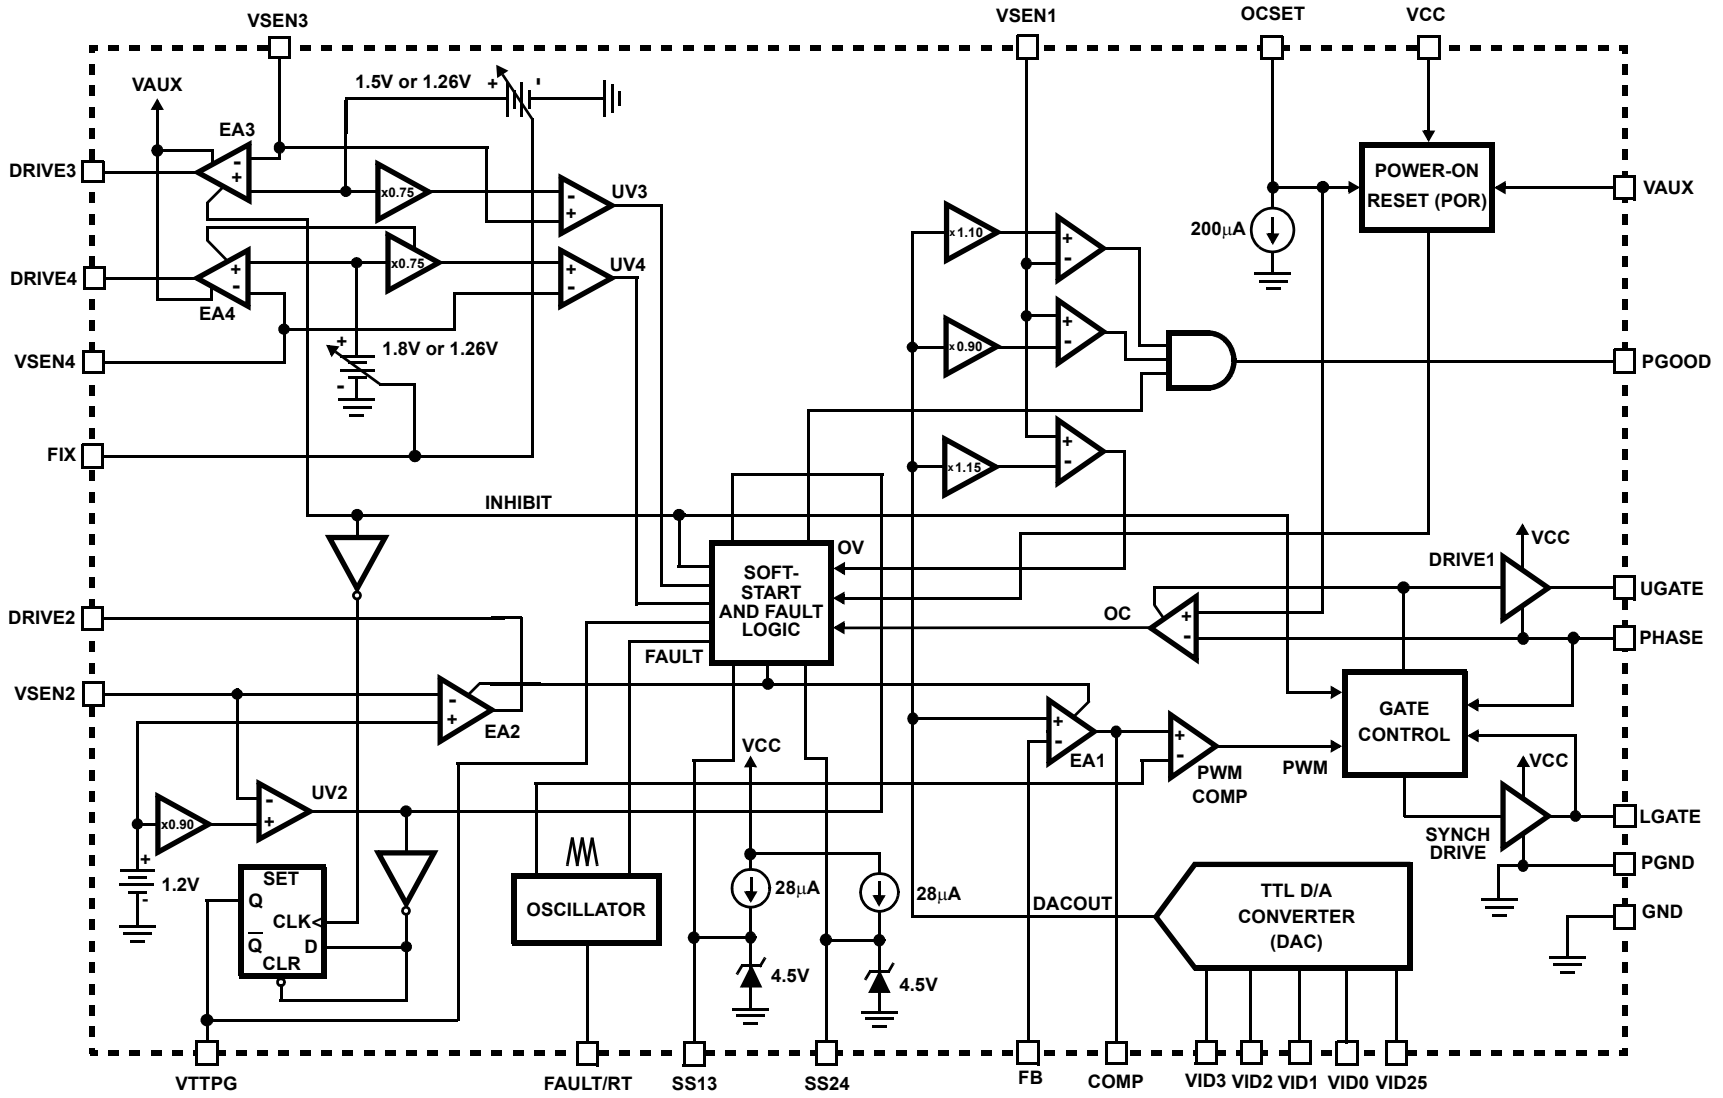 VSEN3
VSEN1
OCSET
VCC
VAUX
1.5V or 1.26V
+
-
EA3
-
+
DRIVE3
x0.75
-
+
UV3
POWER-ON
RESET (POR)
VAUX
200µA
x 1.10
+
-
DRIVE4
+
-
EA4
x0.75
+
-
UV4
x 0.90
+
-
VSEN4
+
-
1.8V or 1.26V
PGOOD
FIX
x 1.15
+
-
INHIBIT
OV
SOFT-
START
AND FAULT
LOGIC
VCC
DRIVE1
UGATE
DRIVE2
OC
+
-
PHASE
FAULT
VSEN2
-
+
EA2
GATE
CONTROL
+
-
EA1
+
-
PWM
COMP
PWM
VCC
VCC
UV2
-
+
x0.90
LGATE
SYNCH
DRIVE
PGND
+
-
1.2V
SET
Q
CLK
Q
D
CLR
OSCILLATOR
28µA
28µA
DACOUT
TTL D/A
CONVERTER
(DAC)
GND
4.5V
4.5V
VTTPG
FAULT/RT
SS13
SS24
FB
COMP
VID3
VID2
VID1
VID0
VID25